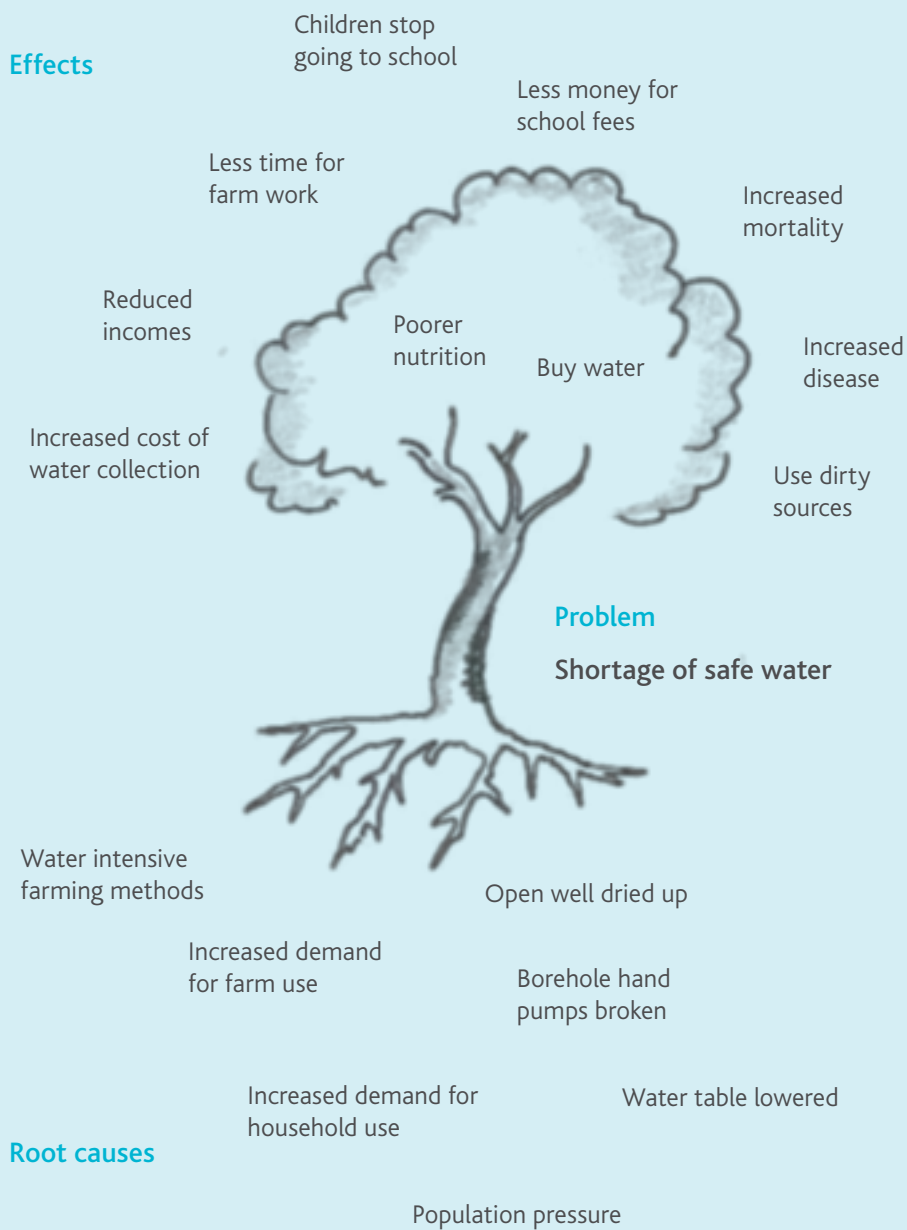 Effects
Children stop
going to school
Less money for
school fees
Less time for
farm work
Increased
mortality
Reduced
incomes
Poorer
nutrition
Buy water
Increased
disease
Increased cost of
water collection
Use dirty
sources
Problem
Shortage of safe water
Water intensive
farming methods
Open well dried up
Increased demand
for farm use
Borehole hand
pumps broken
Increased demand for
household use
Water table lowered
Root causes
Population pressure